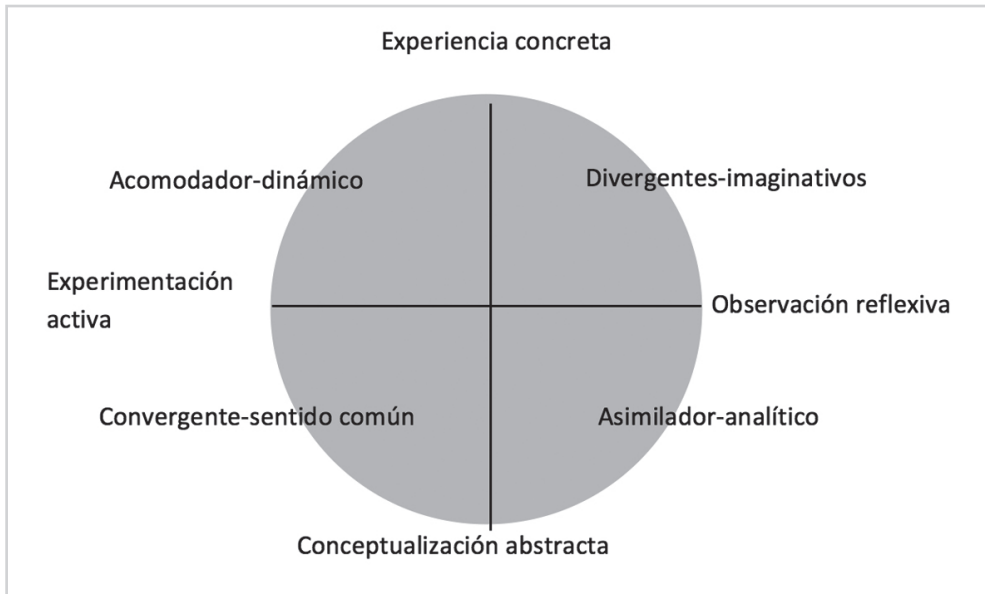 Experiencia concreta
Acomodador-dinámico
Divergentes-imaginativos
Experimentación
activa
Observación reflexiva
Convergente-sentido común
Asimilador-analítico
Conceptualización abstracta